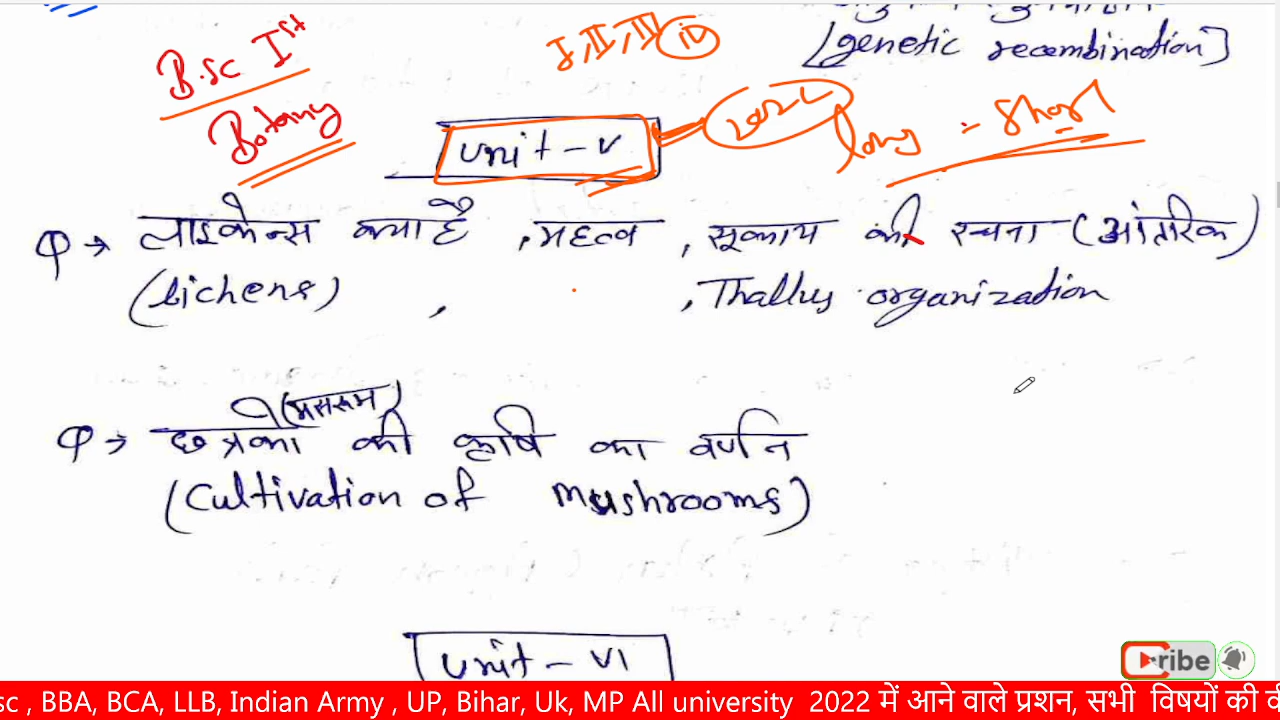 [genetic recombination]
B.sc Ist
Botany
I, II, III iv
2022
long = Short
Unit - V
Q → लाइकेन्स क्या है , महत्व , सूकाय की रचना (आंतरिक)
(lichens) , , Thallus organization
(मशरूम)
Q → छत्रको की कृषि का वर्णन
(Cultivation of mushrooms)
Unit - VI
cribe
sc , BBA, BCA, LLB, Indian Army , UP, Bihar, Uk, MP All university 2022 में आने वाले प्रशन, सभी विषयों की